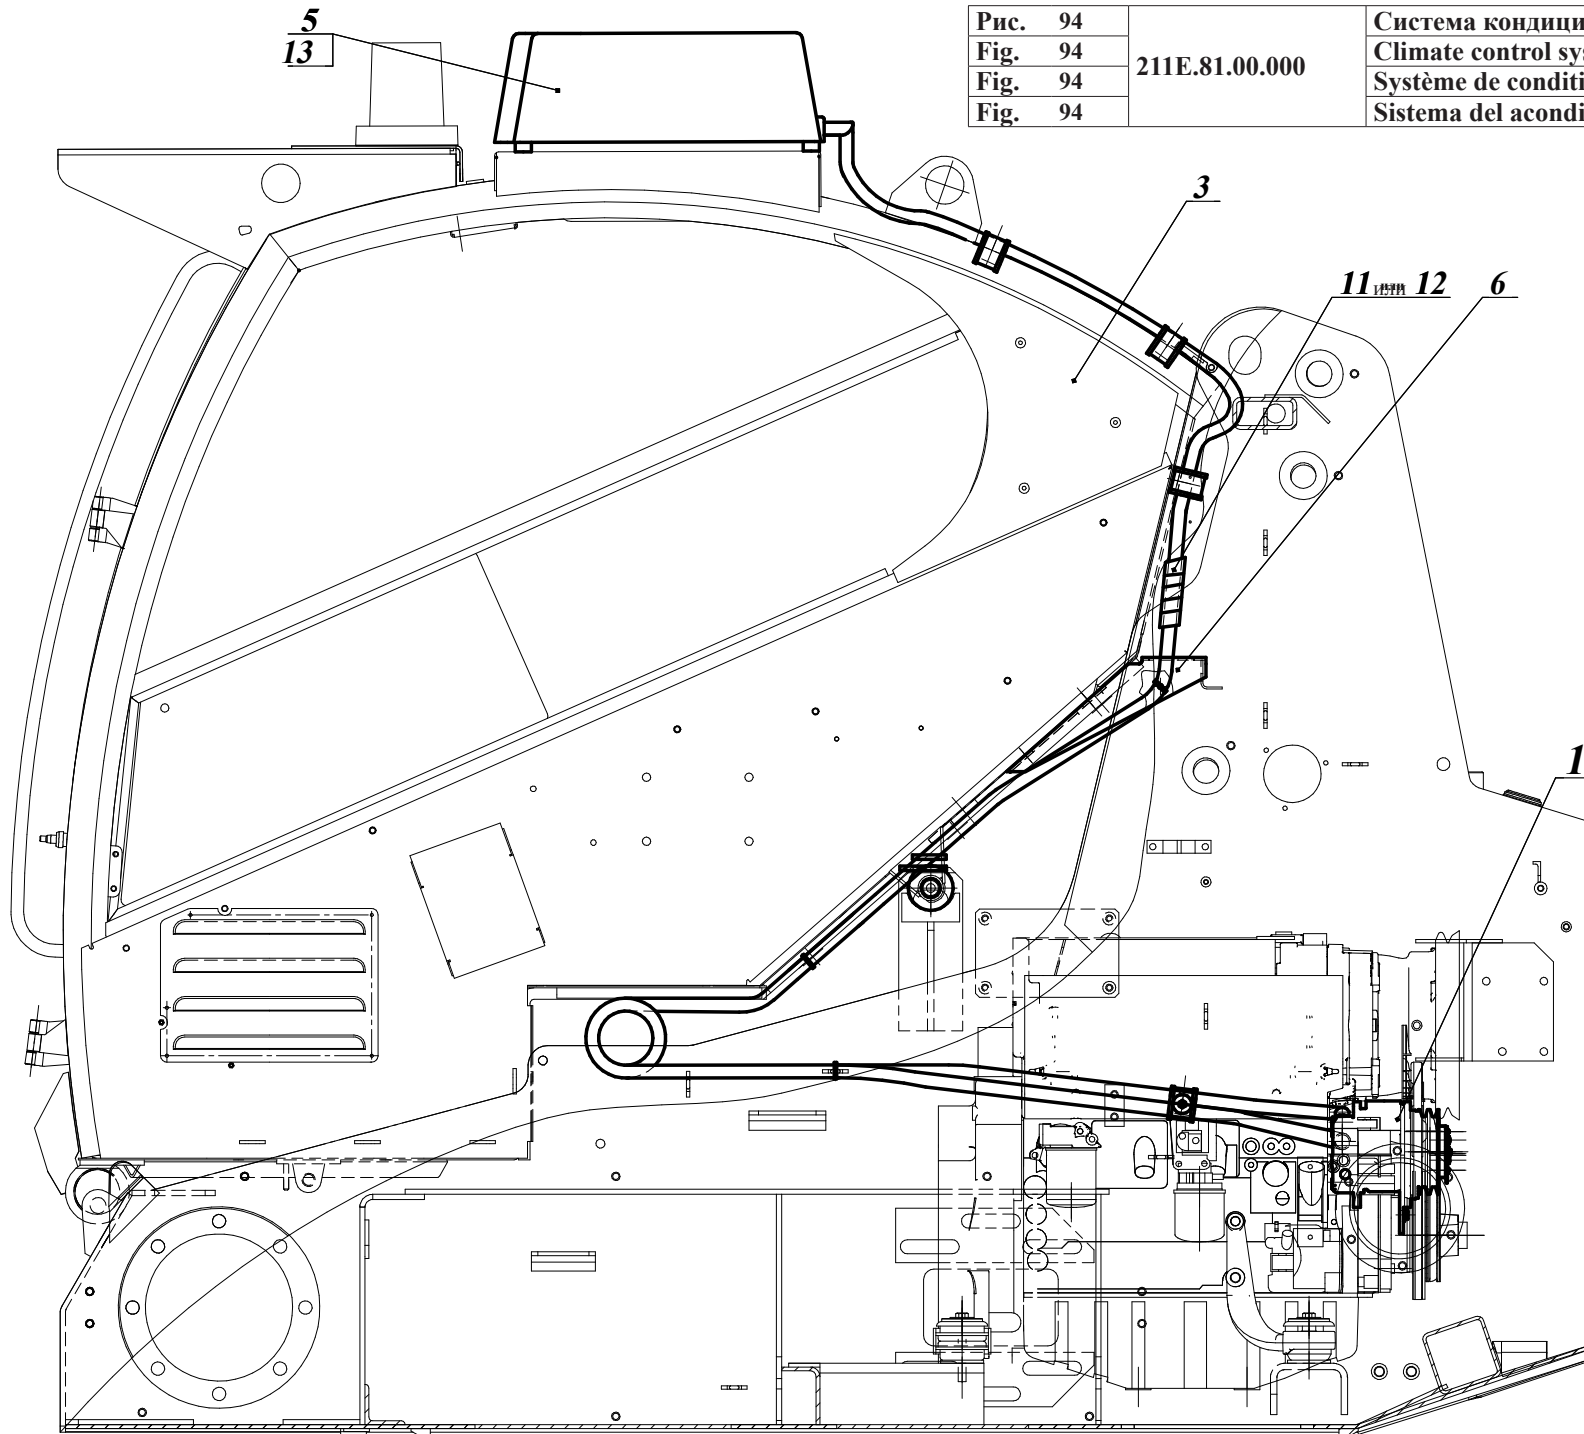 5
13
Рис. 94
Fig. 94
Fig. 94
Fig. 94
211E.81.00.000
Система кондици
Climate control sys
Système de conditi
Sistema del acondi
3
11 или 12
6
1